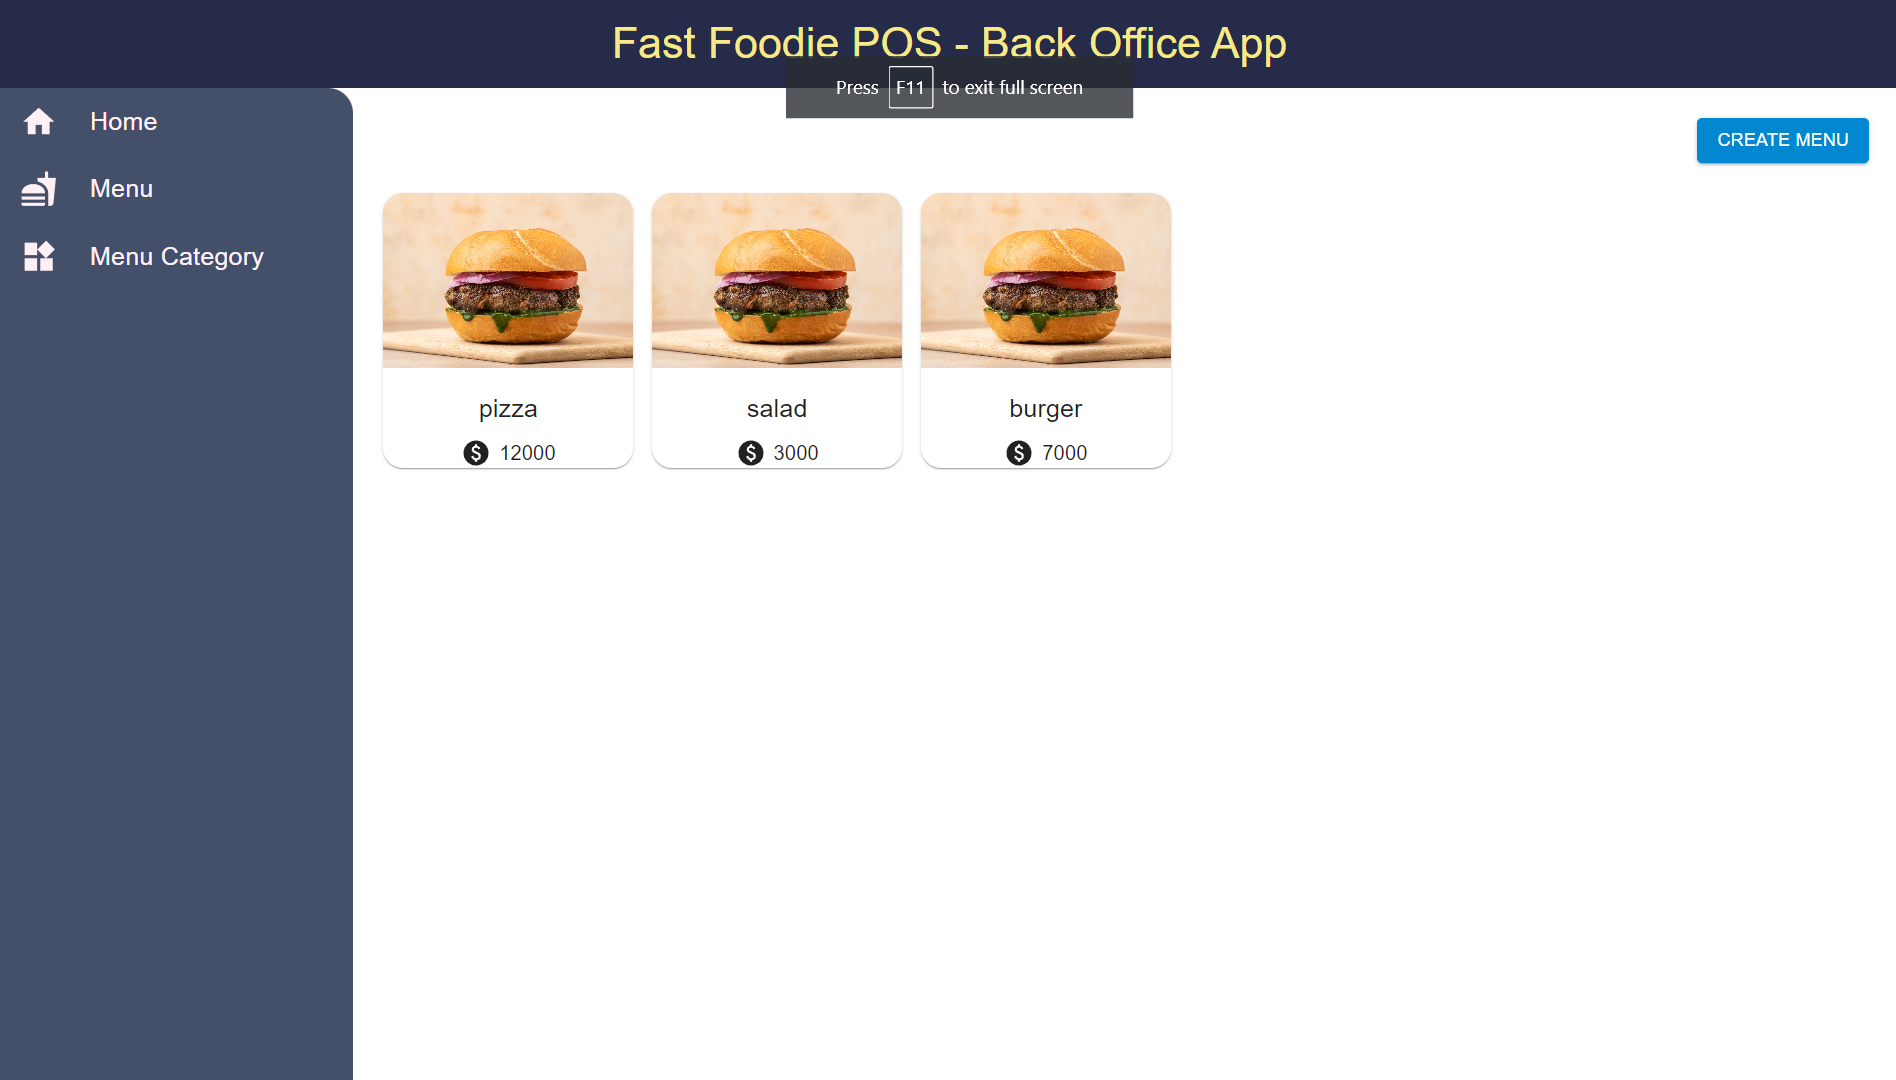 Fast Foodie POS - Back Office App
Press F11 to exit full screen
Home
Menu
Menu Category
CREATE MENU
pizza
$ 12000
salad
$ 3000
burger
$ 7000